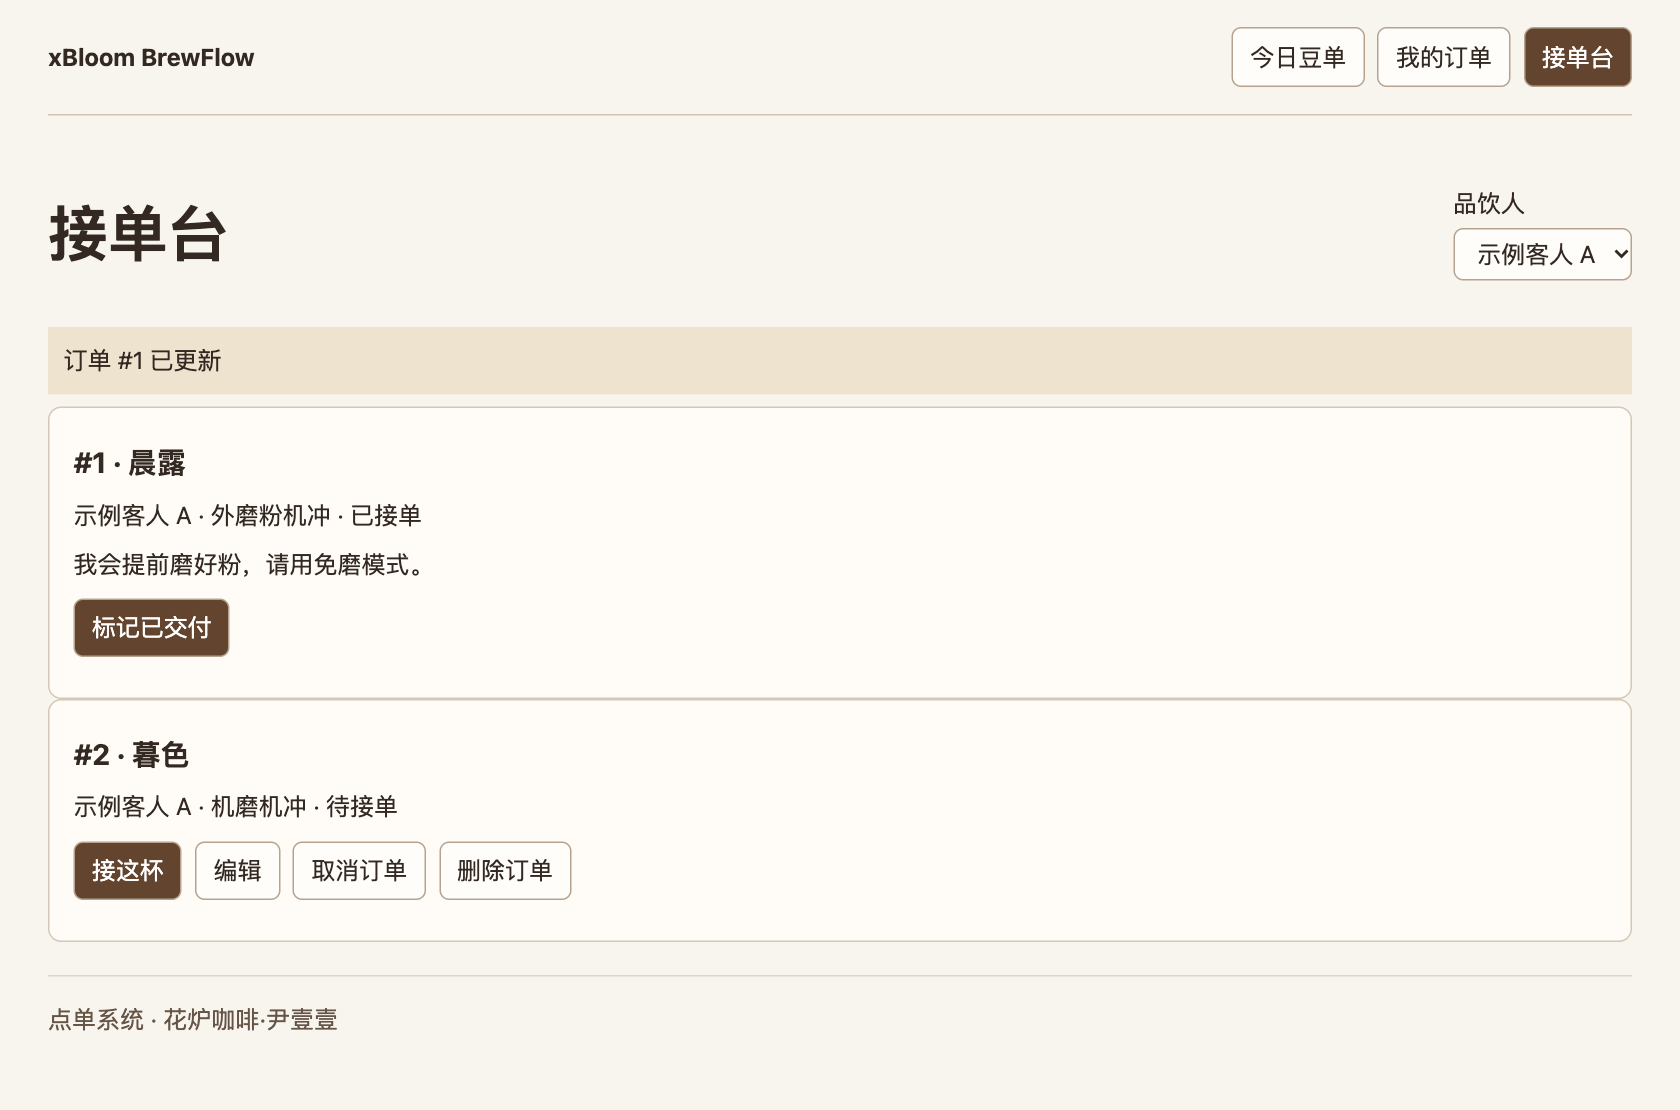 xBloom BrewFlow
今日豆单 我的订单 接单台
接单台
品饮人
示例客人 A
订单 #1 已更新
#1 · 晨露
示例客人 A · 外磨粉机冲 · 已接单
我会提前磨好粉，请用免磨模式。
标记已交付
#2 · 暮色
示例客人 A · 机磨机冲 · 待接单
接这杯 编辑 取消订单 删除订单
点单系统 · 花炉咖啡·尹壹壹